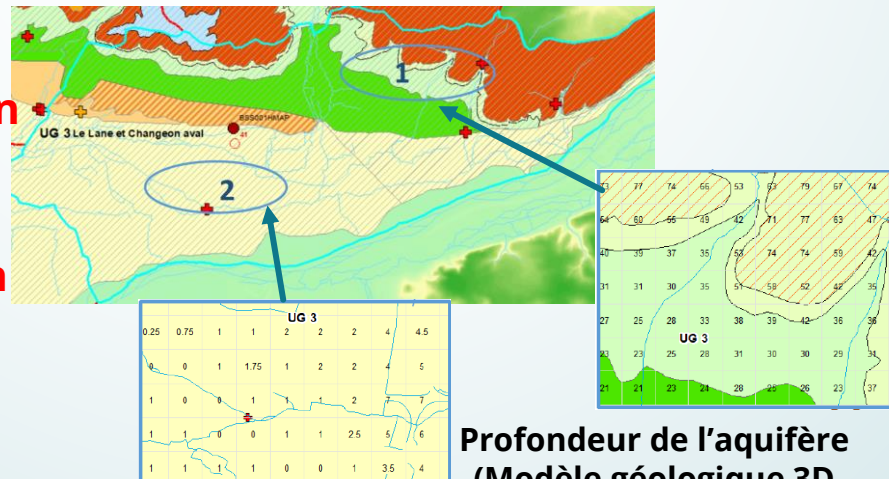 1
n
BSS001HMAP
41
UG 3 Le Lane et Changeon aval
2
n
73 77 74 66 53 63 79 67 74
64 60 55 49 42 71 77 63 47
40 39 37 35 53 74 74 59 42
31 31 30 35 51 58 52 42 35
27 25 28 33 38 39 42 36 36
UG 3
23 23 25 28 31 30 30 29 31
21 21 23 24 28 25 26 23 37
UG 3
0.25 0.75 1 1 2 2 2 4 4.5
0 0 1 1.75 1 2 2 4 5
1 0 0 1 1 1 2 7 7
1 1 0 0 1 1 2.5 5 6
1 1 1 1 0 0 1 3.5 4
Profondeur de l’aquifère
(Modèle géologique 3D